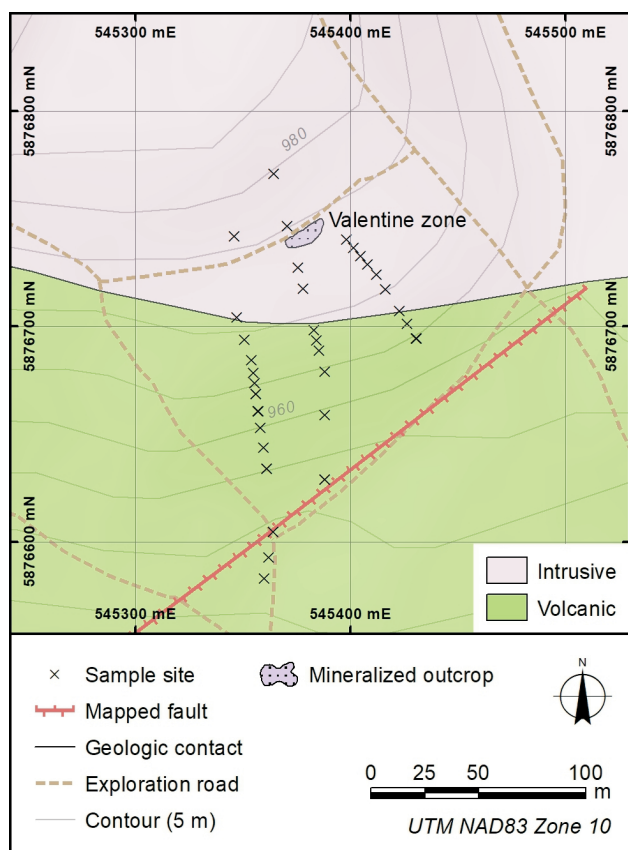 545300 mE
545400 mE
545500 mE
5876800 mN
5876800 mN
980
Valentine zone
5876700 mN
5876700 mN
960
5876600 mN
5876600 mN
Intrusive
Volcanic
545300 mE
545400 mE
Sample site
Mineralized outcrop
Mapped fault
N
Geologic contact
Exploration road
0 25 50 100
m
Contour (5 m)
UTM NAD83 Zone 10